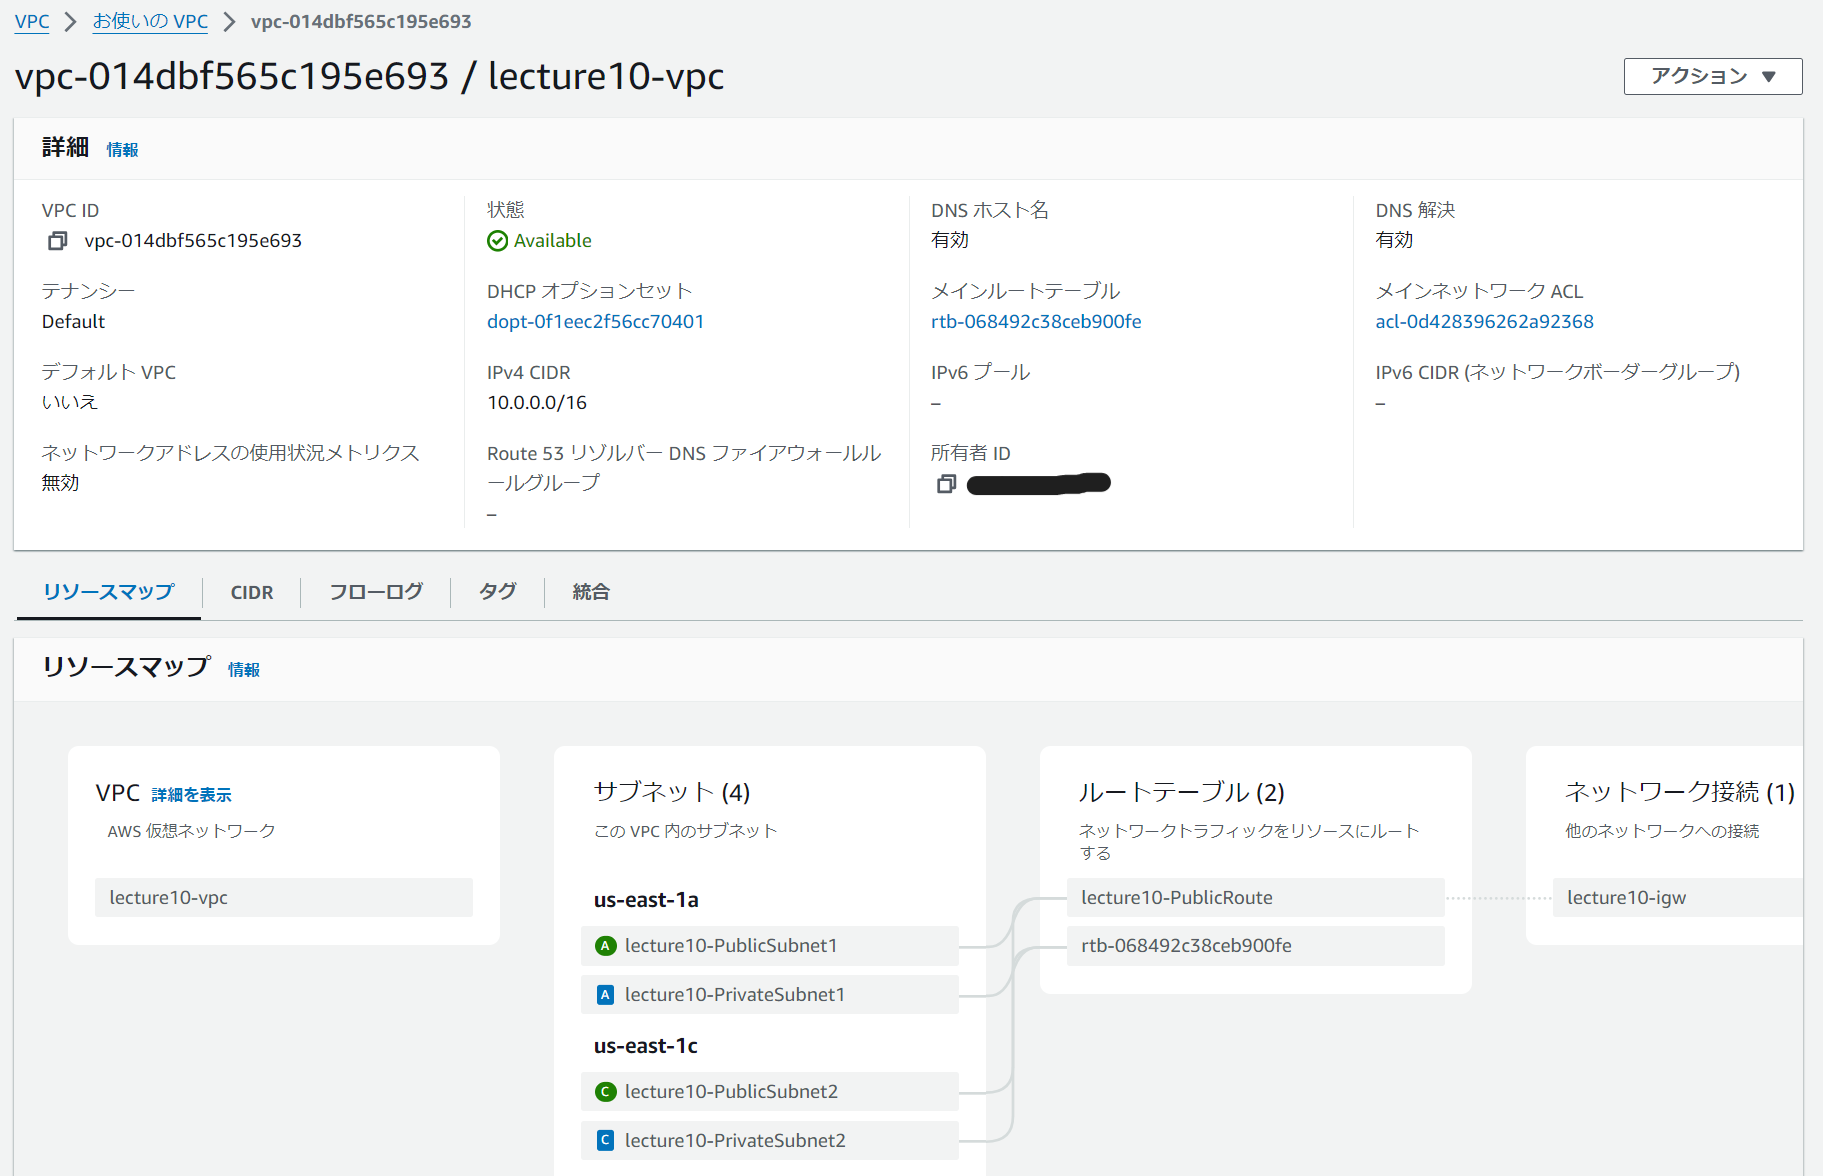 VPC > お使いの VPC > vpc-014dbf565c195e693
vpc-014dbf565c195e693 / lecture10-vpc
アクション ▼
詳細 情報
VPC ID
vpc-014dbf565c195e693
状態
Available
DNS ホスト名
有効
DNS 解決
有効
テナンシー
Default
DHCP オプションセット
dopt-0f1eec2f56cc70401
メインルートテーブル
rtb-068492c38ceb900fe
メインネットワーク ACL
acl-0d428396262a92368
デフォルト VPC
いいえ
IPv4 CIDR
10.0.0.0/16
IPv6 プール
–
IPv6 CIDR (ネットワークボーダーグループ)
–
ネットワークアドレスの使用状況メトリクス
無効
Route 53 リゾルバー DNS ファイアウォールル
ールグループ
–
所有者 ID
リソースマップ
CIDR
フローログ
タグ
統合
リソースマップ 情報
VPC 詳細を表示
AWS 仮想ネットワーク
lecture10-vpc
サブネット (4)
この VPC 内のサブネット
us-east-1a
A lecture10-PublicSubnet1
A lecture10-PrivateSubnet1
us-east-1c
C lecture10-PublicSubnet2
C lecture10-PrivateSubnet2
ルートテーブル (2)
ネットワークトラフィックをリソースにルート
する
lecture10-PublicRoute
rtb-068492c38ceb900fe
ネットワーク接続 (1)
他のネットワークへの接続
lecture10-igw